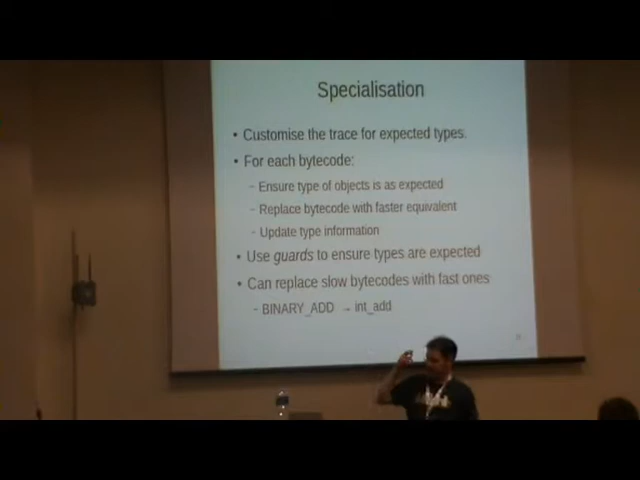 Specialisation
• Customise the trace for expected types.
• For each bytecode:
– Ensure type of objects is as expected
– Replace bytecode with faster equivalent
– Update type information
• Use guards to ensure types are expected
• Can replace slow bytecodes with fast ones
– BINARY_ADD → int_add